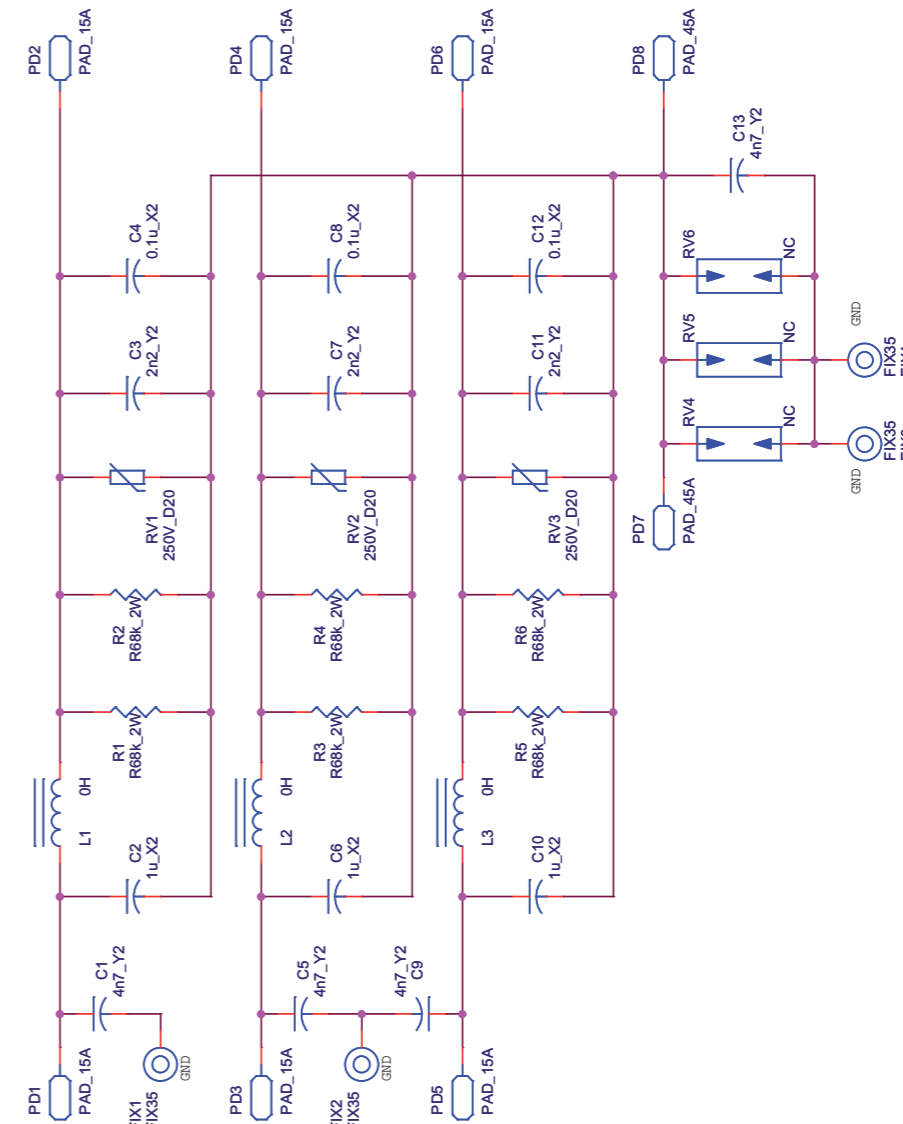 PD2
PAD_15A
PD4
PAD_15A
PD6
PAD_15A
PD8
PAD_45A
C13
4n7_Y2
C4
0.1u_X2
C8
0.1u_X2
C12
0.1u_X2
RV6
NC
C3
2n2_Y2
C7
2n2_Y2
C11
2n2_Y2
RV5
NC
GND
FIX35
RV4
NC
GND
FIX35
RV1
250V_D20
RV2
250V_D20
RV3
250V_D20
PD7
PAD_45A
R2
R68k_2W
R4
R68k_2W
R6
R68k_2W
R1
R68k_2W
R3
R68k_2W
R5
R68k_2W
L1
0H
L2
0H
L3
0H
C2
1u_X2
C6
1u_X2
C10
1u_X2
C1
4n7_Y2
C5
4n7_Y2
4n7_Y2
C9
PD1
PAD_15A
FIX1
FIX35
GND
PD3
PAD_15A
FIX2
FIX35
GND
PD5
PAD_15A